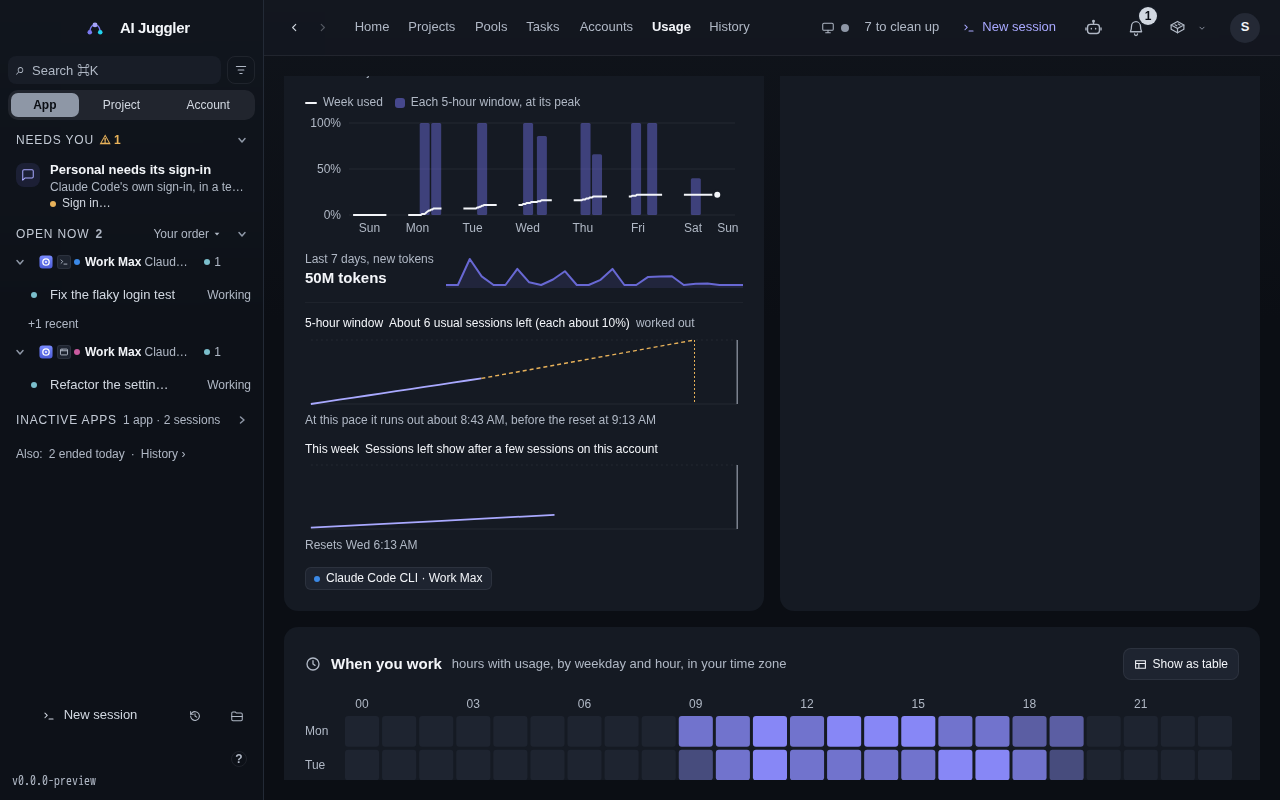 AI Juggler
Search ⌘K
App
Project
Account
NEEDS YOU
1
Personal needs its sign-in
Claude Code's own sign-in, in a te…
Sign in…
OPEN NOW 2
Your order
Work Max Claud…
1
Fix the flaky login test
Working
+1 recent
Work Max Claud…
1
Refactor the settin…
Working
INACTIVE APPS 1 app · 2 sessions
Also: 2 ended today · History ›
New session
?
v0.0.0-preview
Home
Projects
Pools
Tasks
Accounts
Usage
History
7 to clean up
New session
1
S
Week used
Each 5-hour window, at its peak
100%
50%
0%
Sun
Mon
Tue
Wed
Thu
Fri
Sat
Sun
Last 7 days, new tokens
50M tokens
5-hour window About 6 usual sessions left (each about 10%) worked out
At this pace it runs out about 8:43 AM, before the reset at 9:13 AM
This week Sessions left show after a few sessions on this account
Resets Wed 6:13 AM
Claude Code CLI · Work Max
When you work
hours with usage, by weekday and hour, in your time zone
Show as table
00
03
06
09
12
15
18
21
Mon
Tue